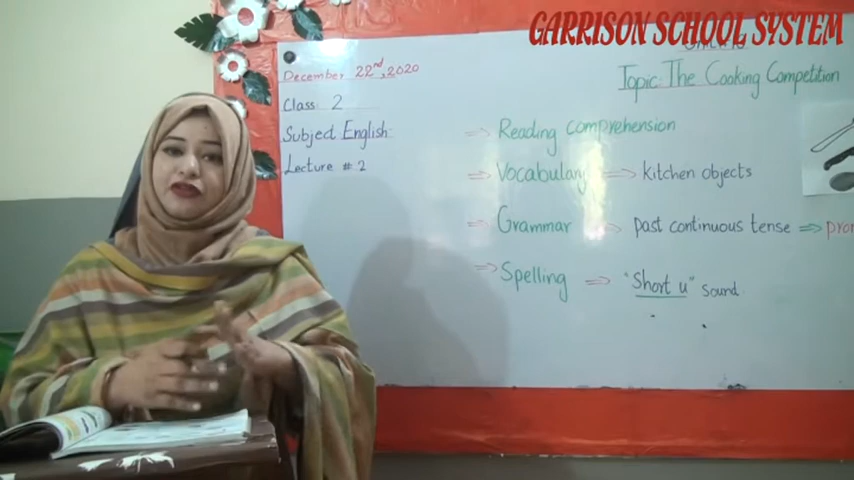 GARRISON SCHOOL SYSTEM
December 22nd, 2020
Class: 2
Subject English
Lecture # 2
Topic The Cooking Competition
⇒ Reading comprehension
⇒ Vocabulary ⇒ kitchen objects
⇒ Grammar ⇒ past continuous tense ⇒
⇒ Spelling ⇒ "Short u" Sound